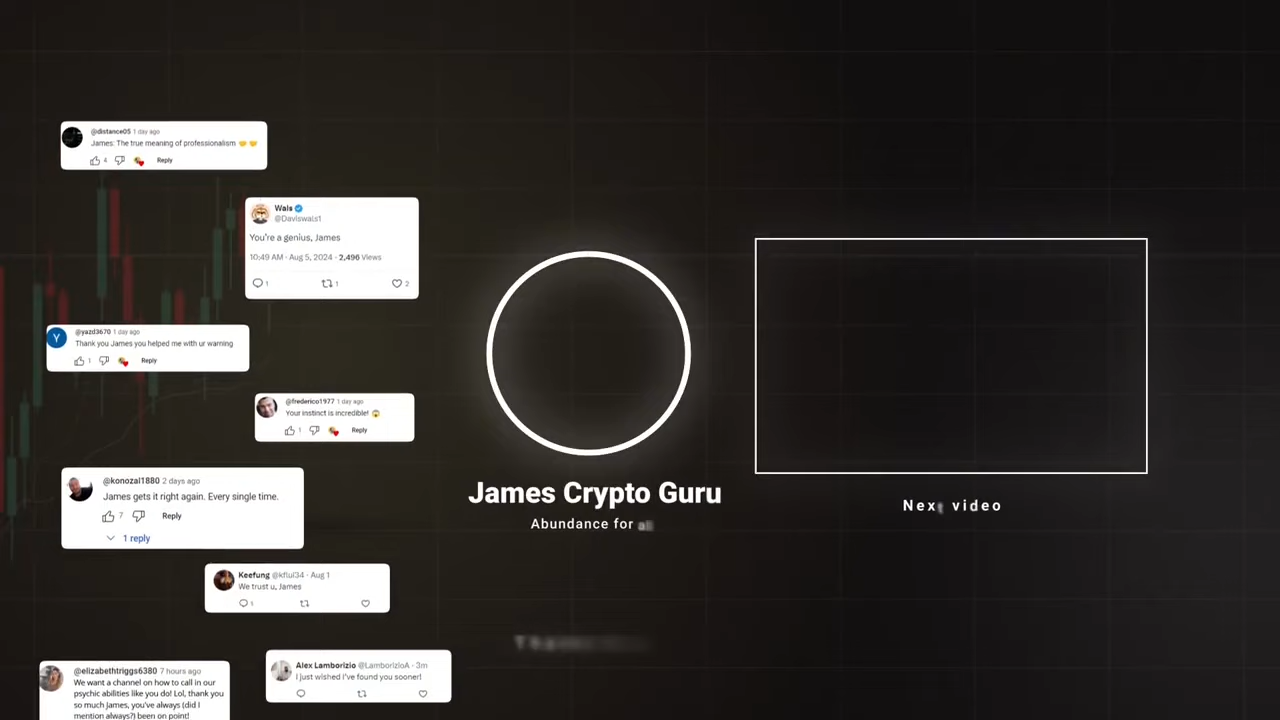 @distance05 1 day ago
James: The true meaning of professionalism 🤝 🤝
4 Reply
Wals
@Daviswals1
You're a genius, James
10:49 AM · Aug 5, 2024 · 2,496 Views
1 1 2
Y
@yazd3670 1 day ago
Thank you James you helped me with ur warning
1 Reply
@frederico1977 1 day ago
Your instinct is incredible! 😱
1 Reply
@konozal1880 2 days ago
James gets it right again. Every single time.
7 Reply
1 reply
Keefung @kflui34 · Aug 1
We trust u, James
1
@elizabethtriggs6380 7 hours ago
We want a channel on how to call in our
psychic abilities like you do! Lol, thank you
so much James, you've always (did I
mention always?) been on point!
Alex Lamborizio @LamborizioA · 3m
I just wished I've found you sooner!
James Crypto Guru
Abundance for all
Next video